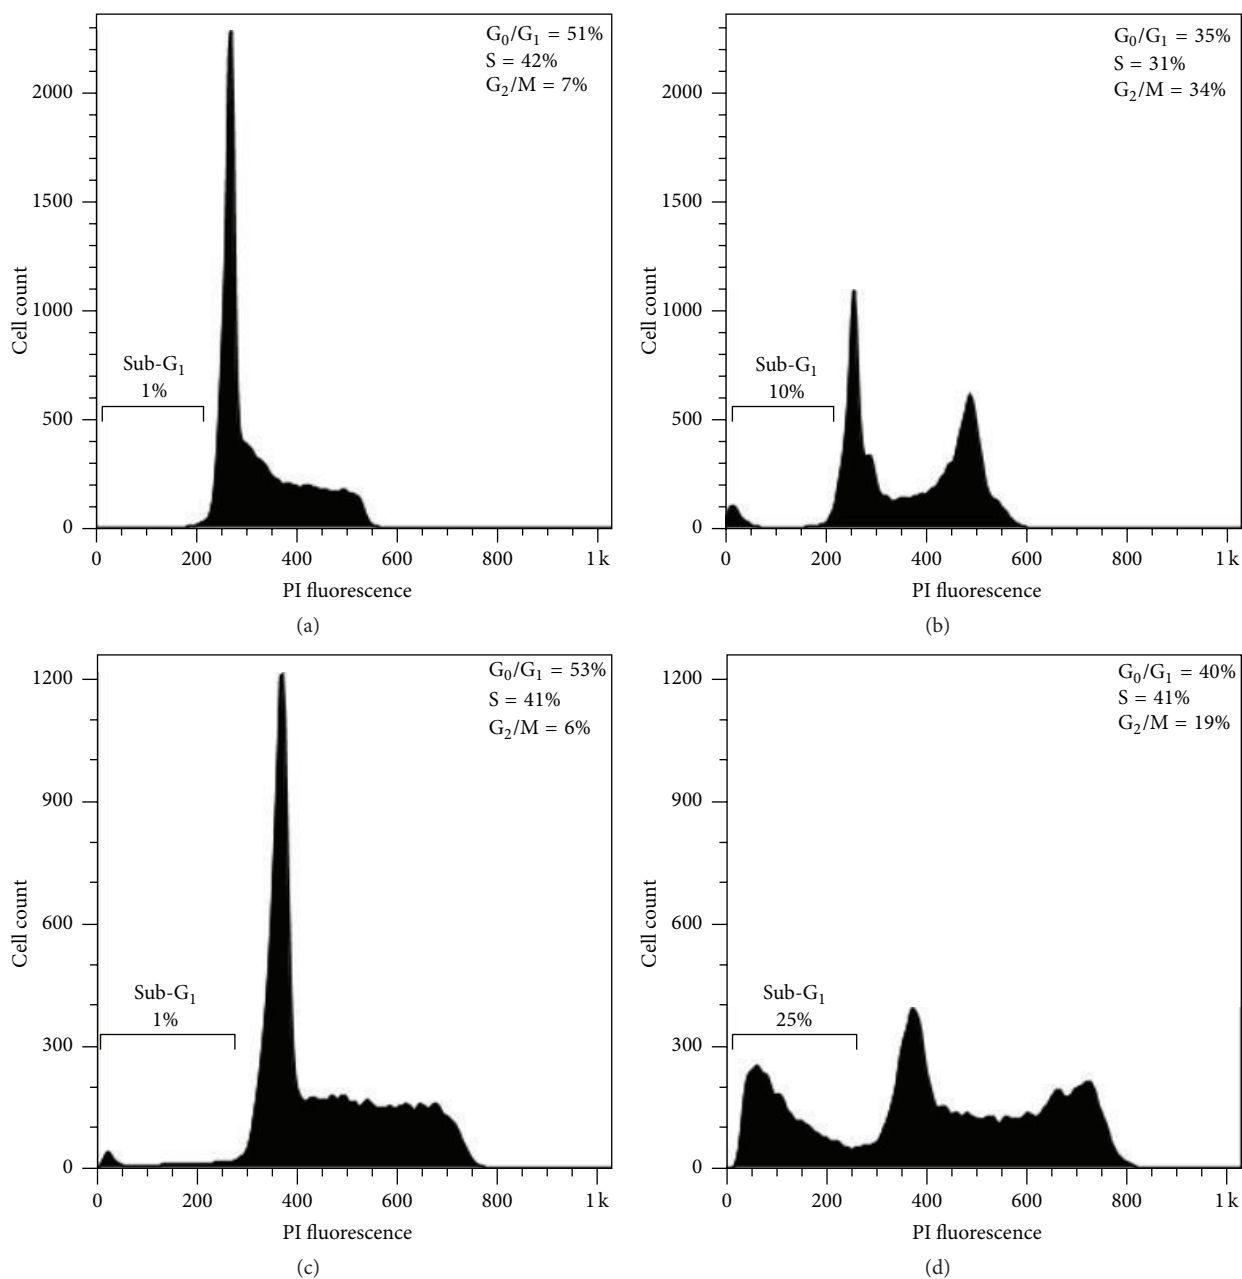 G₀/G₁ = 51%
S = 42%
G₂/M = 7%
2000
1500
1000
500
0
Cell count
Sub-G₁
1%
0 200 400 600 800 1 k
PI fluorescence
(a)
G₀/G₁ = 35%
S = 31%
G₂/M = 34%
2000
1500
1000
500
0
Cell count
Sub-G₁
10%
0 200 400 600 800 1 k
PI fluorescence
(b)
G₀/G₁ = 53%
S = 41%
G₂/M = 6%
1200
900
600
300
0
Cell count
Sub-G₁
1%
0 200 400 600 800 1 k
PI fluorescence
(c)
G₀/G₁ = 40%
S = 41%
G₂/M = 19%
1200
900
600
300
0
Cell count
Sub-G₁
25%
0 200 400 600 800 1 k
PI fluorescence
(d)